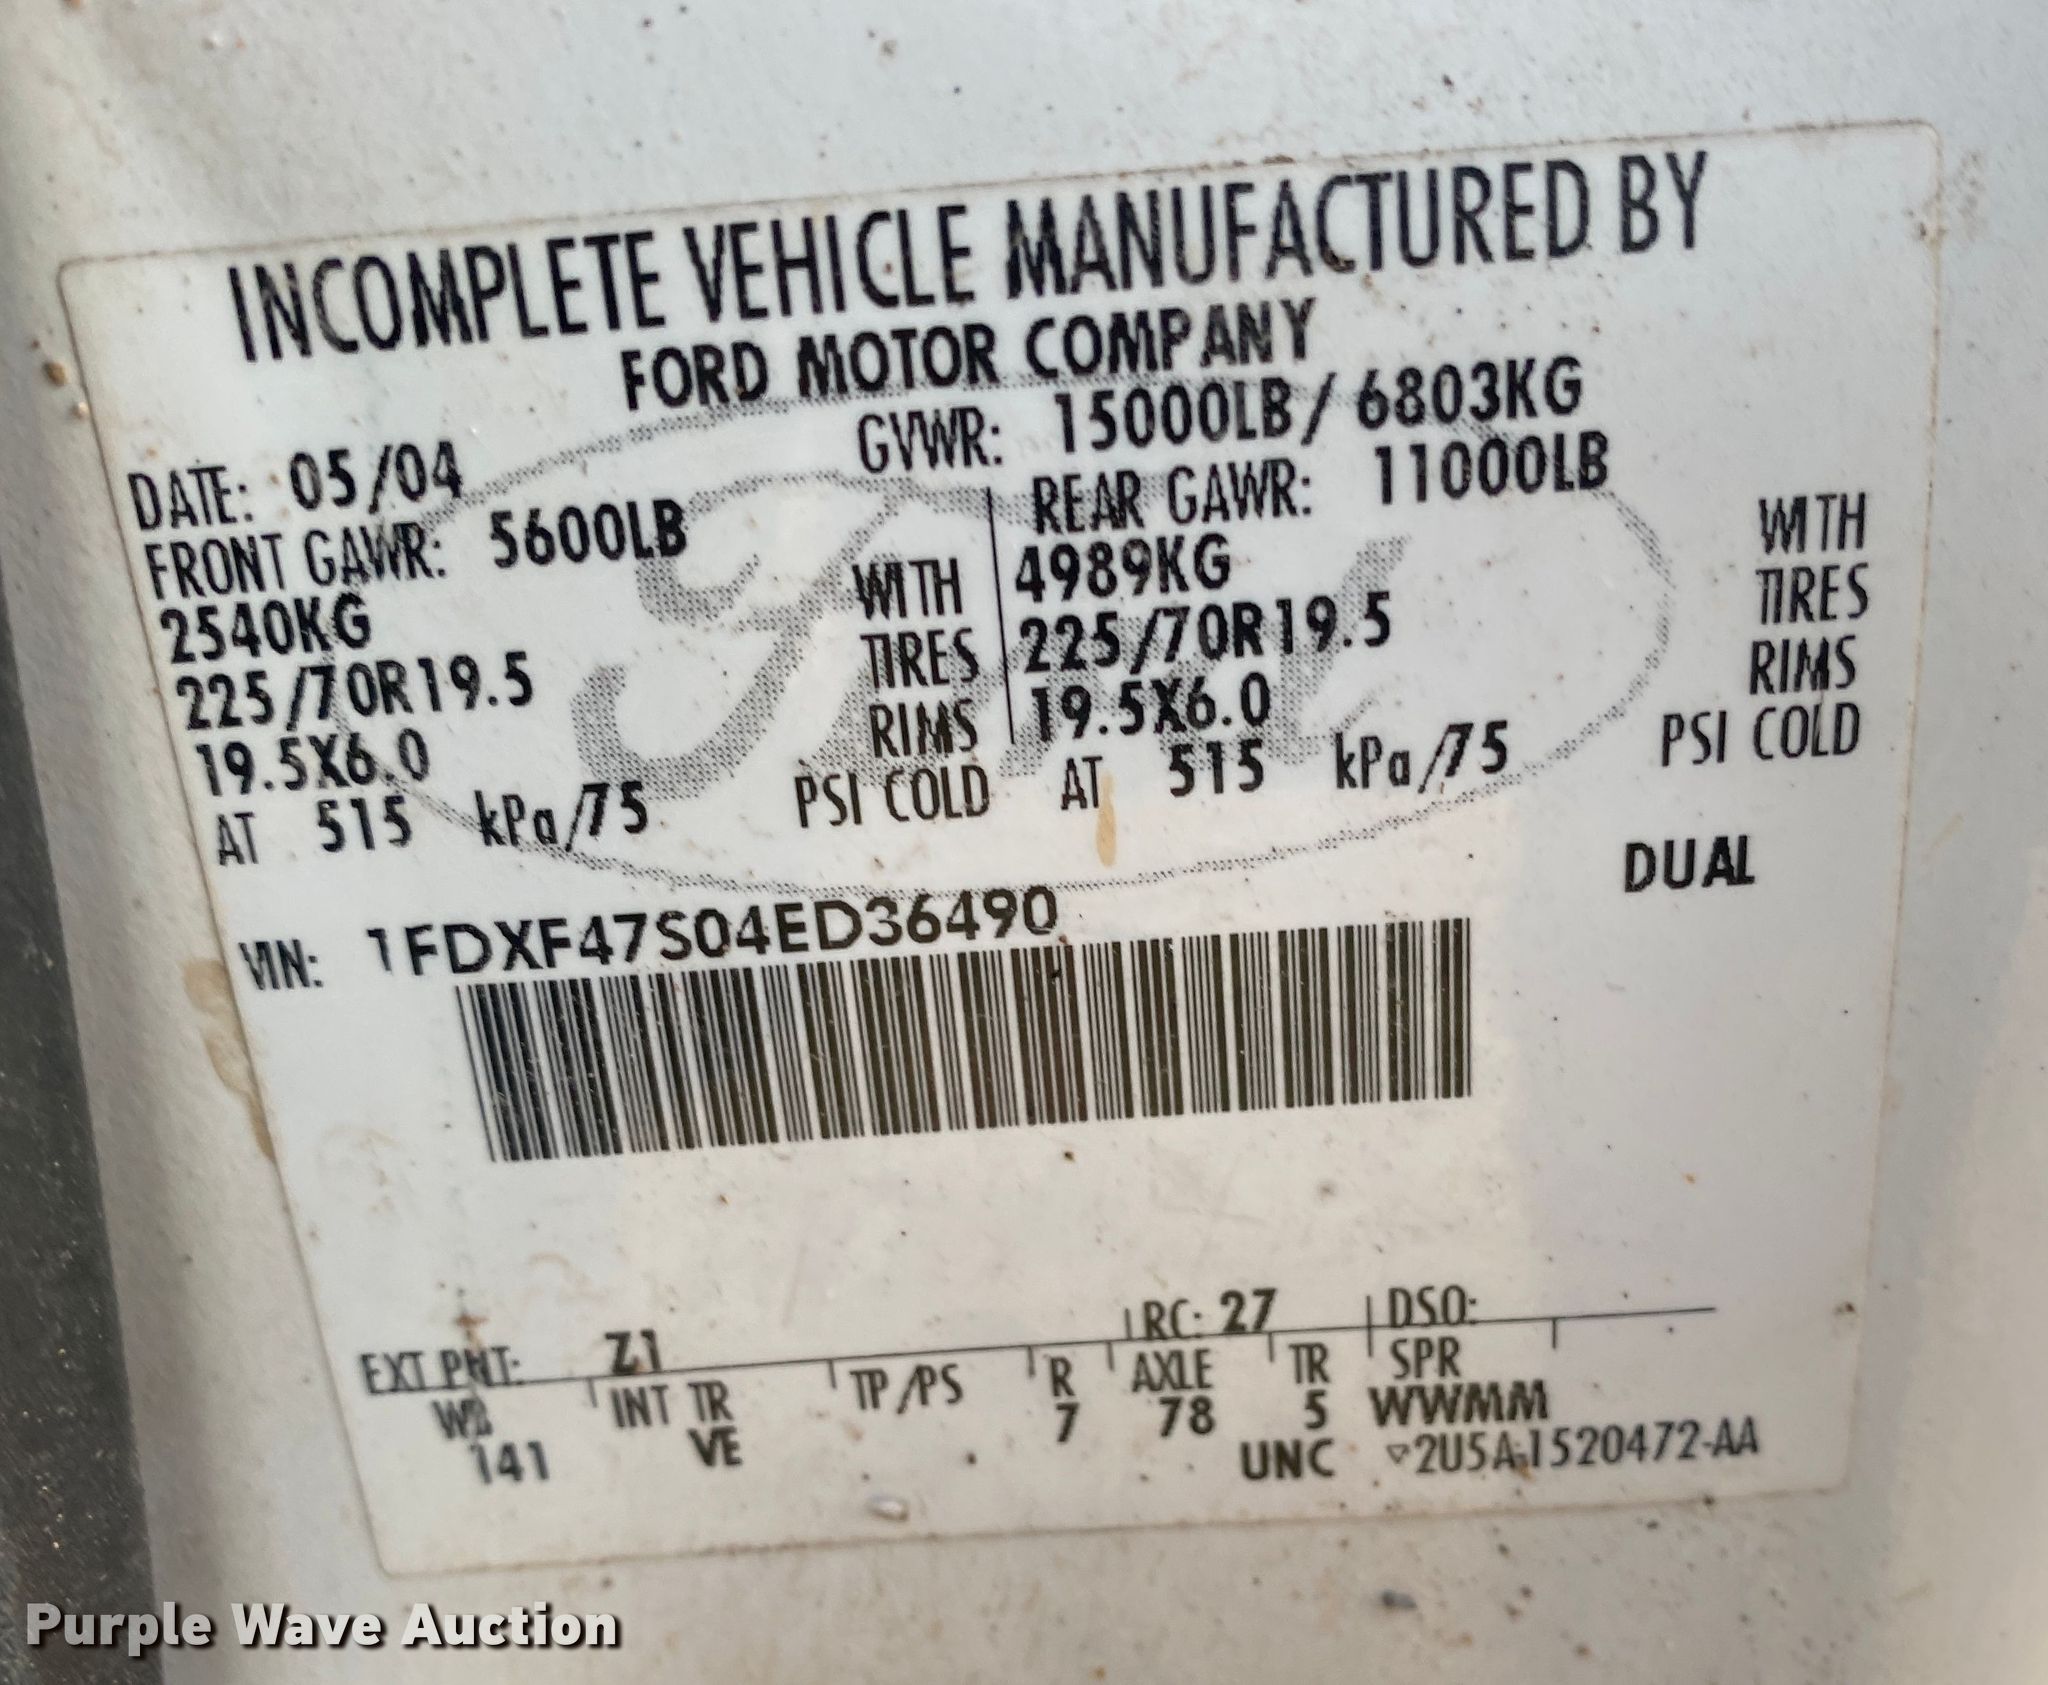 INCOMPLETE VEHICLE MANUFACTURED BY
FORD MOTOR COMPANY
DATE: 05/04 GVWR: 15000LB/ 6803KG
FRONT GAWR: 5600LB REAR GAWR: 11000LB
2540KG WITH 4989KG WITH
225/70R19.5 TIRES 225/70R19.5 TIRES
19.5X6.0 RIMS 19.5X6.0 RIMS
AT 515 kPa/75 PSI COLD AT 515 kPa/75 PSI COLD
DUAL
VIN: 1FDXF47S04ED36490
EXT PNT: Z1 RC: 27 DSO:
WB INT TR TP/PS R AXLE TR SPR
141 VE 7 78 5 WWMM
UNC ▽2U5A-1520472-AA
Purple Wave Auction
Ford